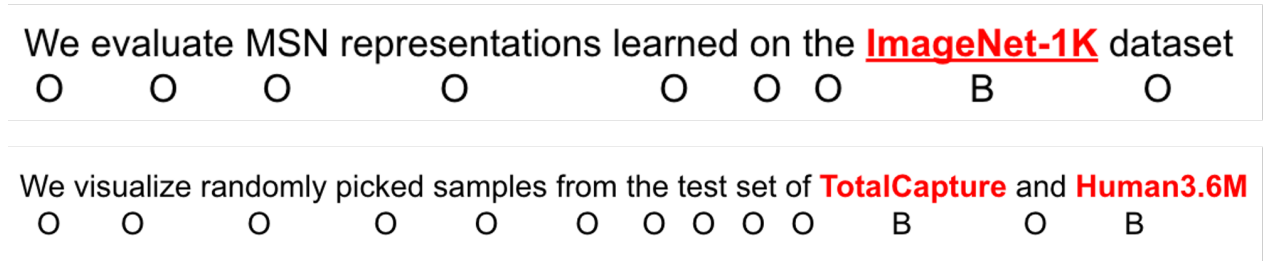 We evaluate MSN representations learned on the ImageNet-1K dataset
O O O O O O O B O
We visualize randomly picked samples from the test set of TotalCapture and Human3.6M
O O O O O O O O O O B O B